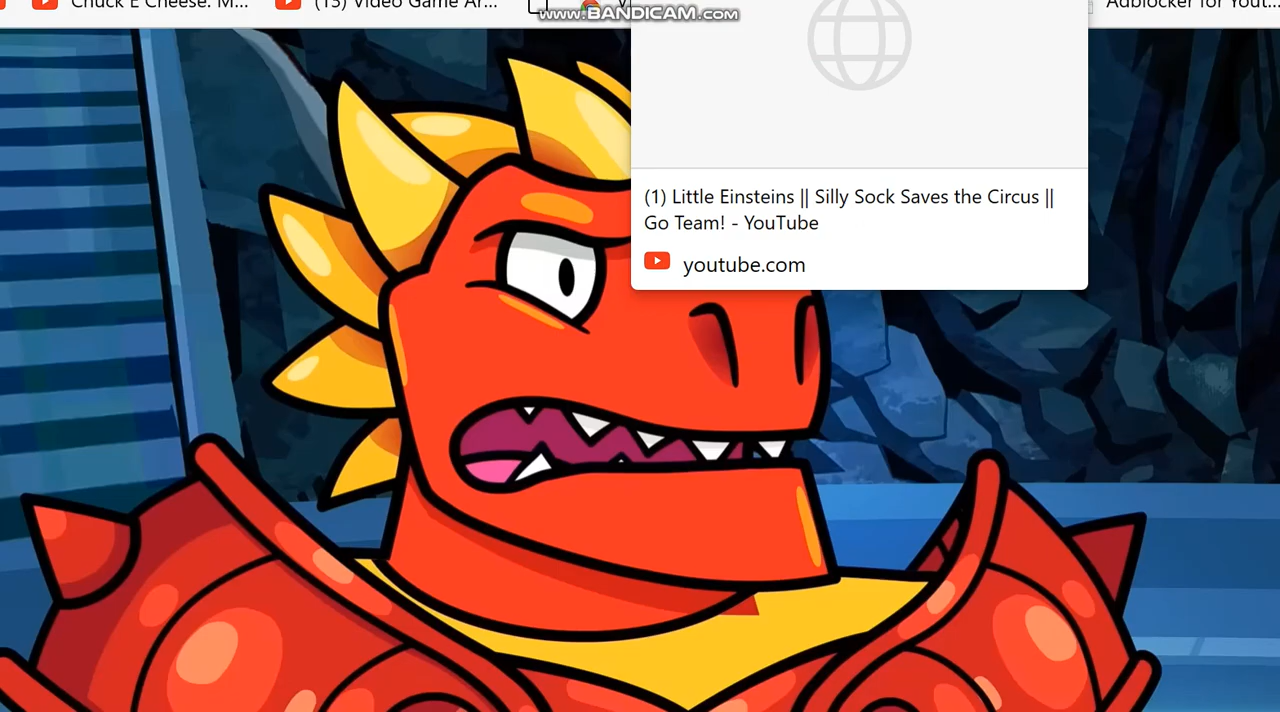 Chuck E Cheese: M...
(15) Video Game Ar...
www.BANDICAM.com
Adblocker for Yout...
(1) Little Einsteins || Silly Sock Saves the Circus ||
Go Team! - YouTube
youtube.com